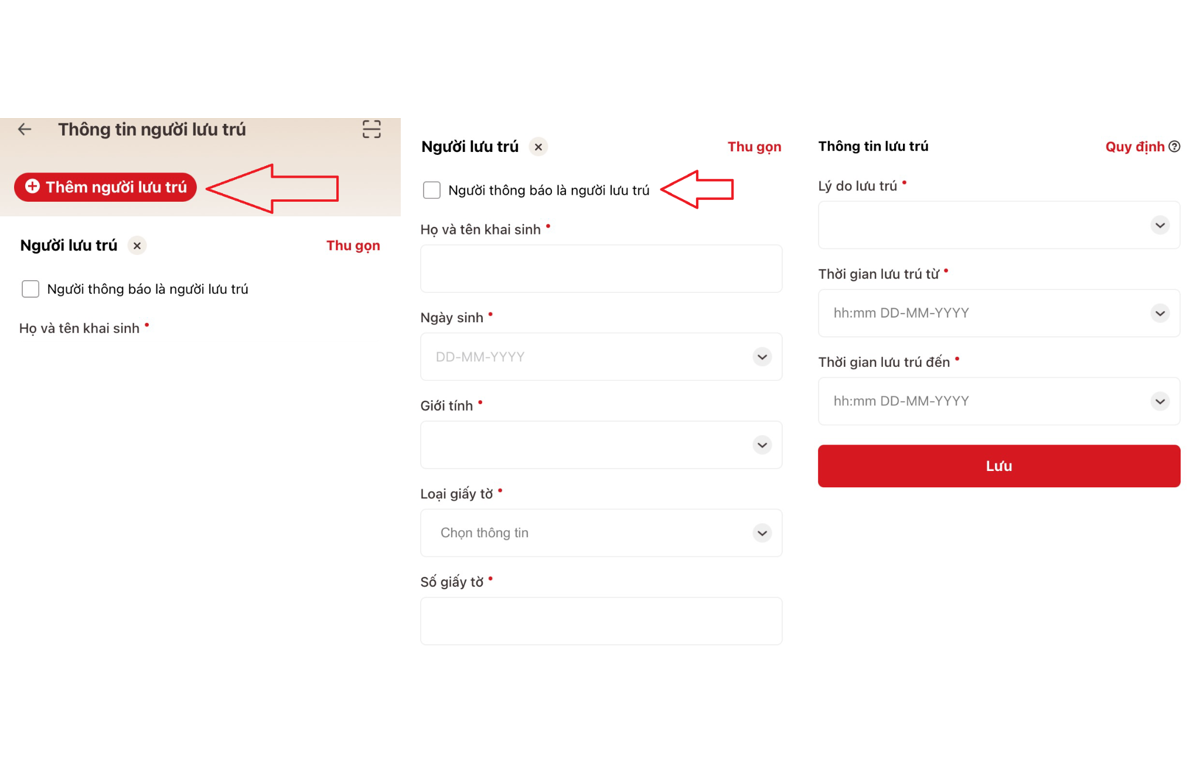 Thông tin người lưu trú
Thêm người lưu trú
Người lưu trú
Thu gọn
Người thông báo là người lưu trú
Họ và tên khai sinh *
Người lưu trú
Thu gọn
Người thông báo là người lưu trú
Họ và tên khai sinh *
Ngày sinh *
DD-MM-YYYY
Giới tính *
Loại giấy tờ *
Chọn thông tin
Số giấy tờ *
Thông tin lưu trú
Quy định
Lý do lưu trú *
Thời gian lưu trú từ *
hh:mm DD-MM-YYYY
Thời gian lưu trú đến *
hh:mm DD-MM-YYYY
Lưu